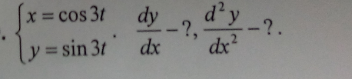 . { x = cos 3t
y = sin 3t . dy/dx – ?, d²y/dx² – ?.